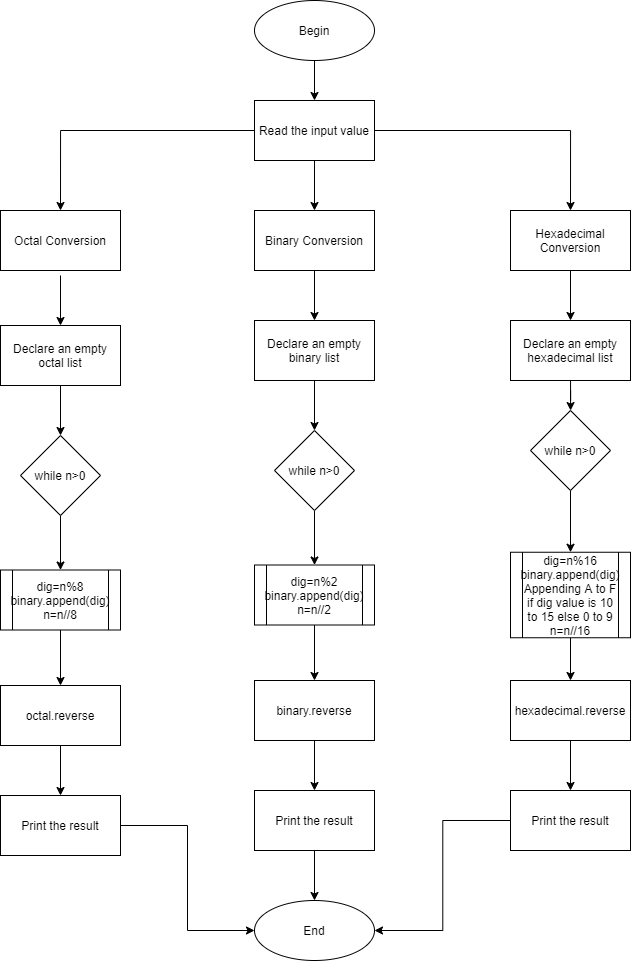 Begin
Read the input value
Octal Conversion
Binary Conversion
Hexadecimal
Conversion
Declare an empty
octal list
Declare an empty
binary list
Declare an empty
hexadecimal list
while n>0
while n>0
while n>0
dig=n%8
binary.append(dig)
n=n//8
dig=n%2
binary.append(dig)
n=n//2
dig=n%16
binary.append(dig)
Appending A to F
if dig value is 10
to 15 else 0 to 9
n=n//16
octal.reverse
binary.reverse
hexadecimal.reverse
Print the result
Print the result
Print the result
End